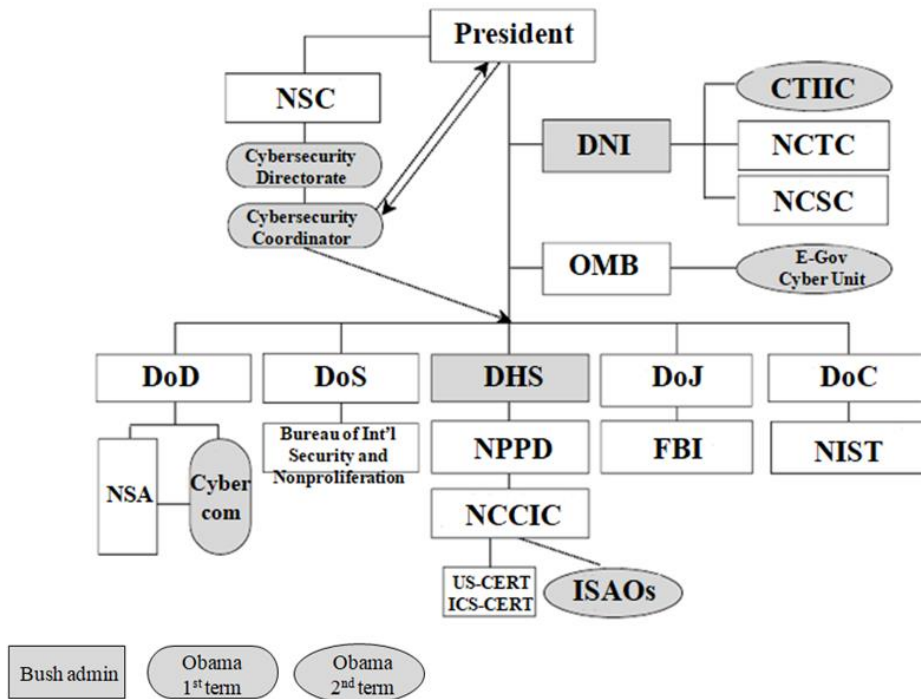 President
NSC
CTIIC
Cybersecurity
Directorate
DNI
NCTC
NCSC
Cybersecurity
Coordinator
OMB
E-Gov
Cyber Unit
DoD
DoS
DHS
DoJ
DoC
Bureau of Int'l
Security and
Nonproliferation
NPPD
FBI
NIST
NSA
Cyber
com
NCCIC
US-CERT
ICS-CERT
ISAOs
Bush admin
Obama
1st term
Obama
2nd term